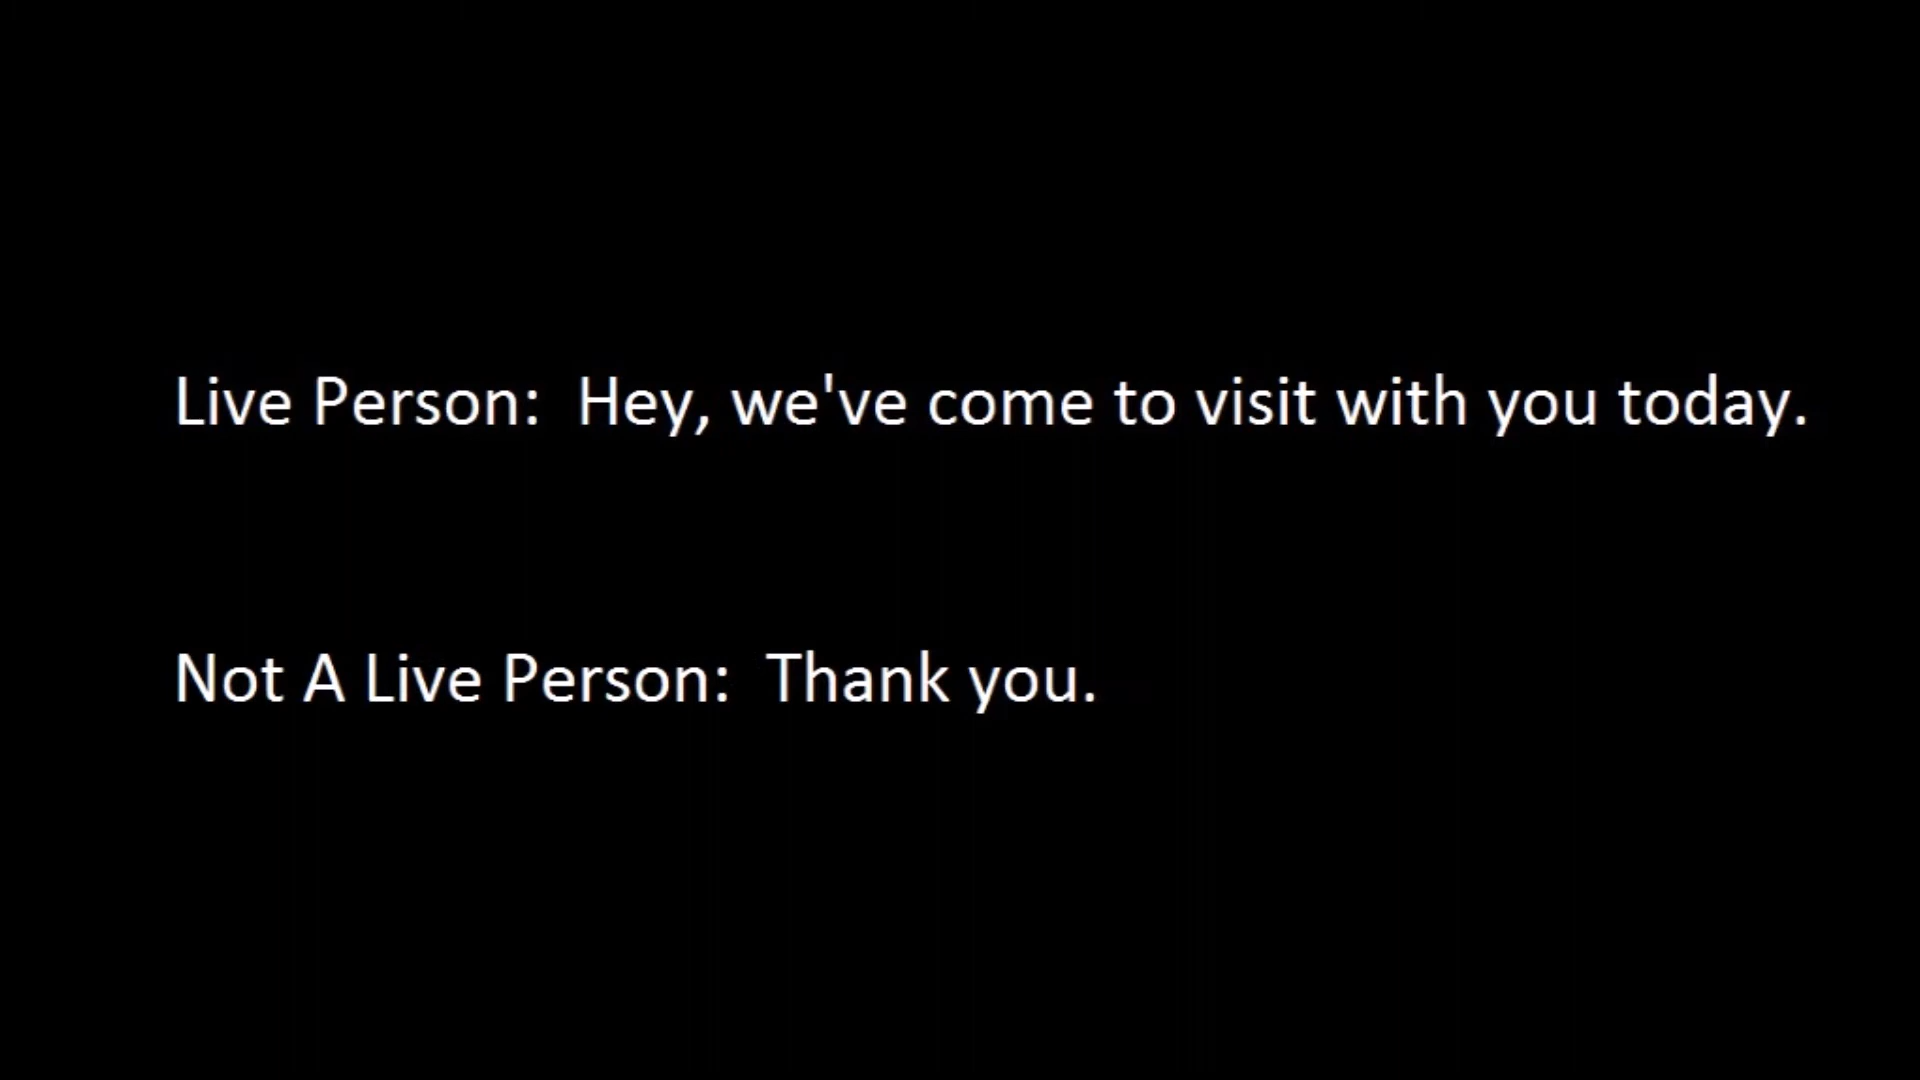 Live Person:  Hey, we've come to visit with you today.
Not A Live Person:  Thank you.